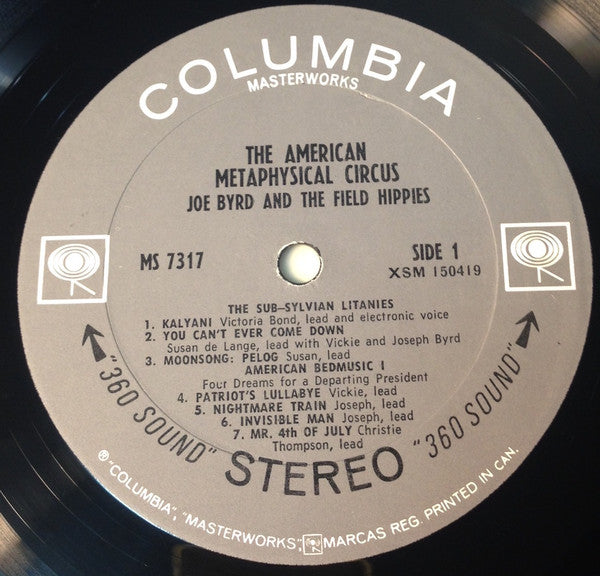 COLUMBIA
MASTERWORKS
THE AMERICAN
METAPHYSICAL CIRCUS
JOE BYRD AND THE FIELD HIPPIES
MS 7317
SIDE 1
XSM 150419
THE SUB-SYLVIAN LITANIES
1. KALYANI Victoria Bond, lead and electronic voice
2. YOU CAN'T EVER COME DOWN
Susan de Lange, lead with Vickie and Joseph Byrd
3. MOONSONG: PELOG Susan, lead
AMERICAN BEDMUSIC I
Four Dreams for a Departing President
4. PATRIOT'S LULLABYE Vickie, lead
5. NIGHTMARE TRAIN Joseph, lead
6. INVISIBLE MAN Joseph, lead
7. MR. 4th OF JULY Christie
Thompson, lead
"360 SOUND" STEREO "360 SOUND"
® "COLUMBIA", "MASTERWORKS", MARCAS REG. PRINTED IN CAN.